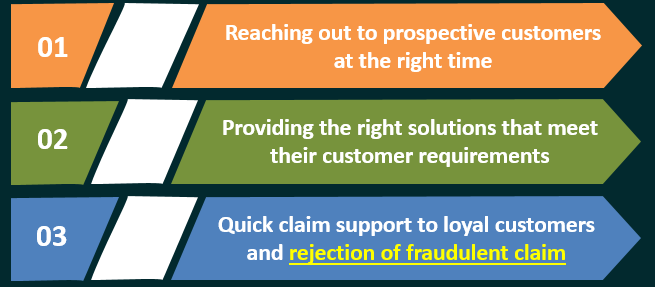 01
Reaching out to prospective customers
at the right time
02
Providing the right solutions that meet
their customer requirements
03
Quick claim support to loyal customers
and rejection of fraudulent claim